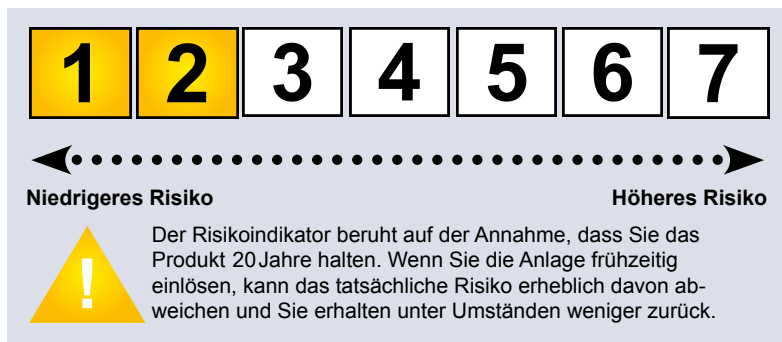 1 2 3 4 5 6 7
Niedrigeres Risiko Höheres Risiko
!
Der Risikoindikator beruht auf der Annahme, dass Sie das
Produkt 20 Jahre halten. Wenn Sie die Anlage frühzeitig
einlösen, kann das tatsächliche Risiko erheblich davon ab-
weichen und Sie erhalten unter Umständen weniger zurück.